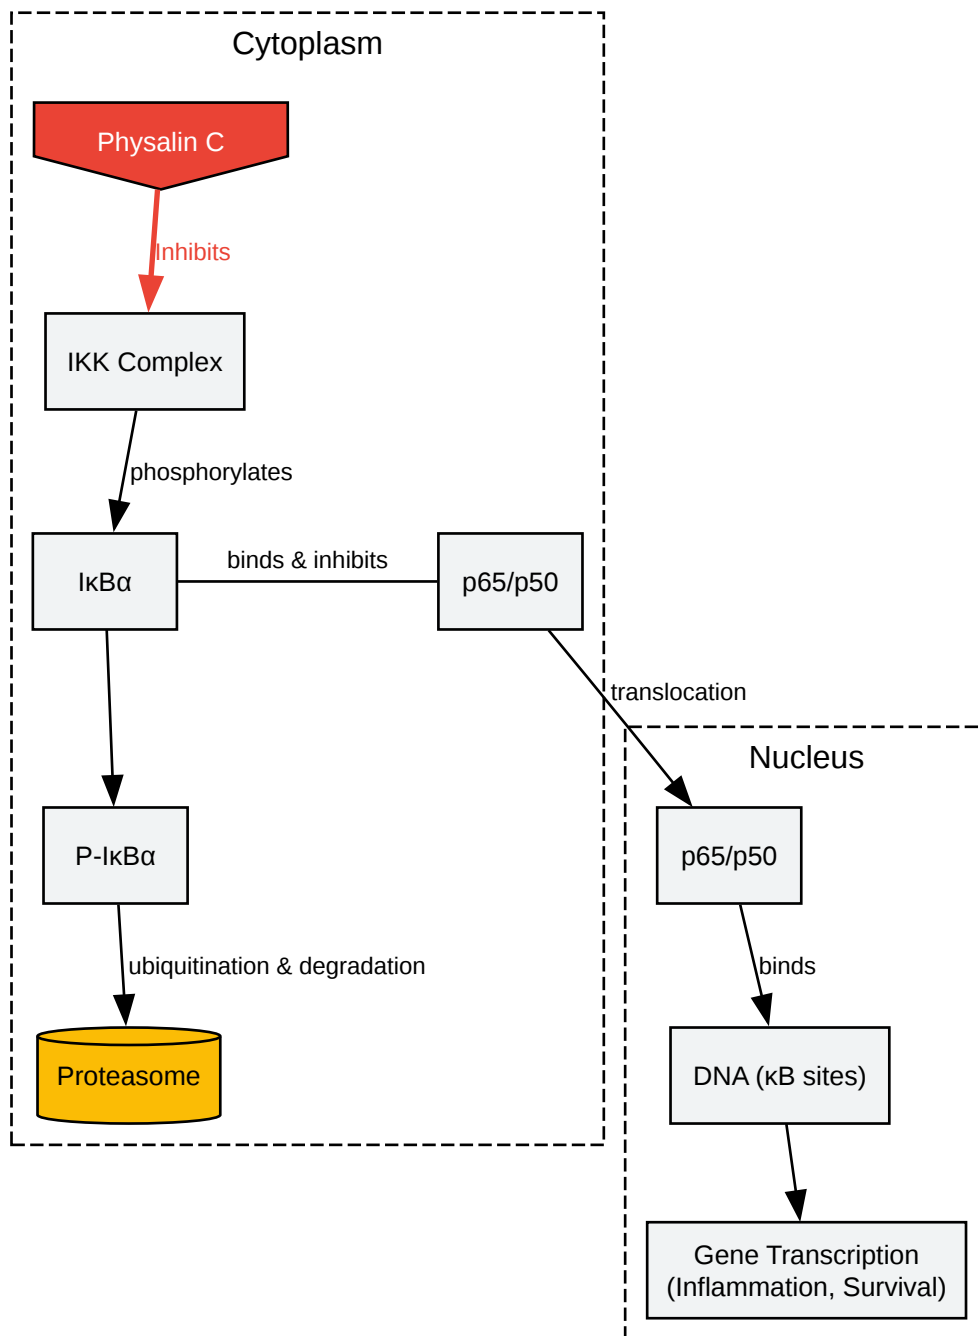 Cytoplasm
Physalin C
Inhibits
IKK Complex
phosphorylates
IκBα
binds & inhibits
p65/p50
translocation
Nucleus
P-IκBα
p65/p50
ubiquitination & degradation
binds
Proteasome
DNA (κB sites)
Gene Transcription
(Inflammation, Survival)